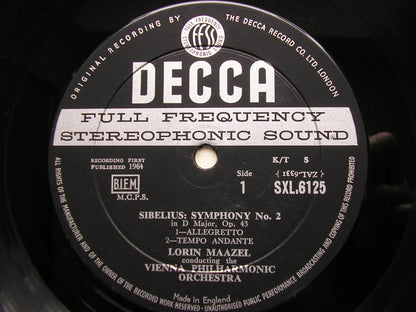 ORIGINAL RECORDING BY
THE DECCA RECORD CO. LTD. LONDON
FULL FREQUENCY
FFSS
STEREOPHONIC SOUND
DECCA
FULL FREQUENCY
STEREOPHONIC SOUND
RECORDING FIRST
PUBLISHED 1964
B.I.E.M.
M.C.P.S.
K/T S
Side
1
ZAL.6391
SXL.6125
SIBELIUS: SYMPHONY No. 2
in D Major, Op. 43
1—ALLEGRETTO
2—TEMPO ANDANTE
LORIN MAAZEL
conducting the
VIENNA PHILHARMONIC
ORCHESTRA
ALL RIGHTS OF THE MANUFACTURER AND OF THE OWNER OF THE RECORDED WORK RESERVED - UNAUTHORISED PUBLIC PERFORMANCE BROADCASTING AND COPYING OF THIS RECORD PROHIBITED
Made in England